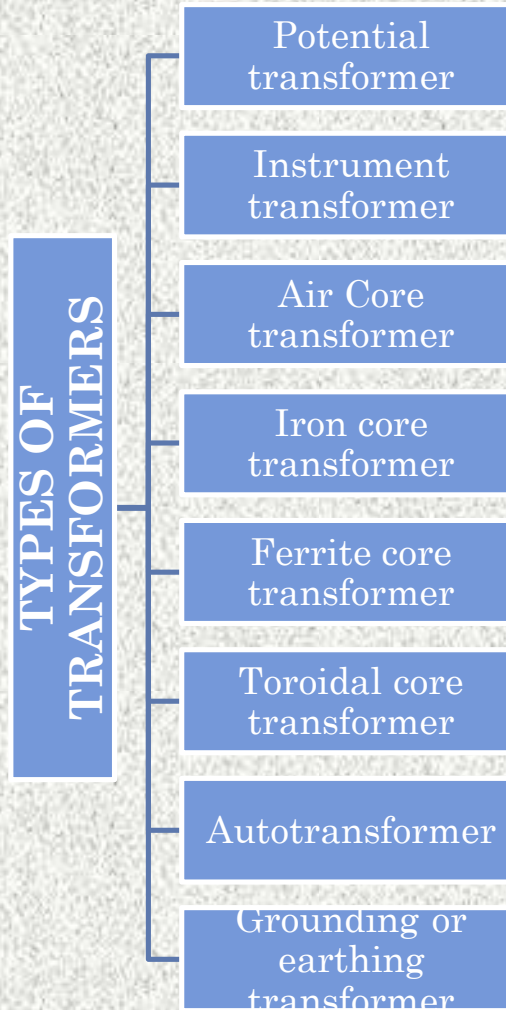 TYPES OF
TRANSFORMERS
Potential
transformer
Instrument
transformer
Air Core
transformer
Iron core
transformer
Ferrite core
transformer
Toroidal core
transformer
Autotransformer
Grounding or
earthing
transformer